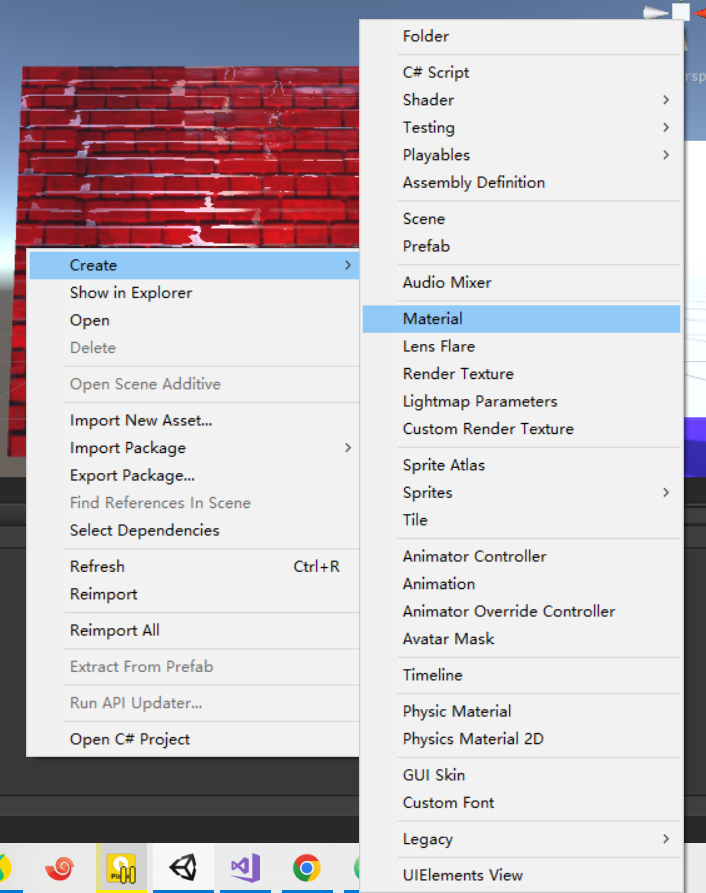 Folder
C# Script
Shader
Testing
Playables
Assembly Definition
Scene
Prefab
Audio Mixer
Material
Lens Flare
Render Texture
Lightmap Parameters
Custom Render Texture
Sprite Atlas
Sprites
Tile
Animator Controller
Animation
Animator Override Controller
Avatar Mask
Timeline
Physic Material
Physics Material 2D
GUI Skin
Custom Font
Legacy
UIElements View
Create
Show in Explorer
Open
Delete
Open Scene Additive
Import New Asset...
Import Package
Export Package...
Find References In Scene
Select Dependencies
Refresh Ctrl+R
Reimport
Reimport All
Extract From Prefab
Run API Updater...
Open C# Project